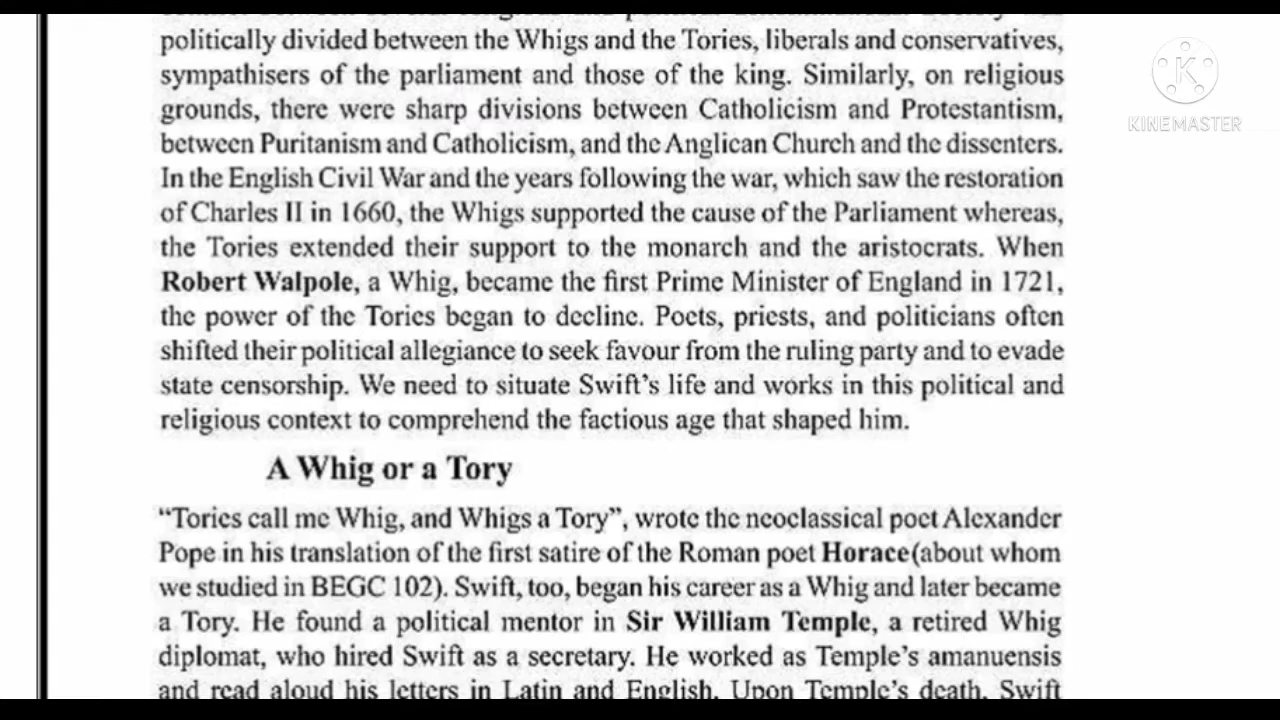 politically divided between the Whigs and the Tories, liberals and conservatives,
sympathisers of the parliament and those of the king. Similarly, on religious
grounds, there were sharp divisions between Catholicism and Protestantism,
between Puritanism and Catholicism, and the Anglican Church and the dissenters.
In the English Civil War and the years following the war, which saw the restoration
of Charles II in 1660, the Whigs supported the cause of the Parliament whereas,
the Tories extended their support to the monarch and the aristocrats. When
Robert Walpole, a Whig, became the first Prime Minister of England in 1721,
the power of the Tories began to decline. Poets, priests, and politicians often
shifted their political allegiance to seek favour from the ruling party and to evade
state censorship. We need to situate Swift's life and works in this political and
religious context to comprehend the factious age that shaped him.
A Whig or a Tory
“Tories call me Whig, and Whigs a Tory”, wrote the neoclassical poet Alexander
Pope in his translation of the first satire of the Roman poet Horace(about whom
we studied in BEGC 102). Swift, too, began his career as a Whig and later became
a Tory. He found a political mentor in Sir William Temple, a retired Whig
diplomat, who hired Swift as a secretary. He worked as Temple's amanuensis
and read aloud his letters in Latin and English. Upon Temple's death, Swift
K
KINEMASTER